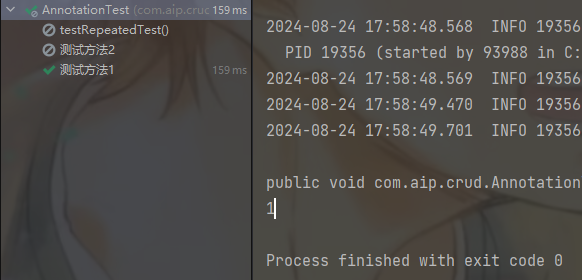 AnnotationTest (com.aip.crud 159 ms
testRepeatedTest()
测试方法2
测试方法1 159 ms
2024-08-24 17:58:48.568 INFO 19356
PID 19356 (started by 93988 in C:
2024-08-24 17:58:48.569 INFO 19356
2024-08-24 17:58:49.470 INFO 19356
2024-08-24 17:58:49.701 INFO 19356
public void com.aip.crud.Annotation
1
Process finished with exit code 0